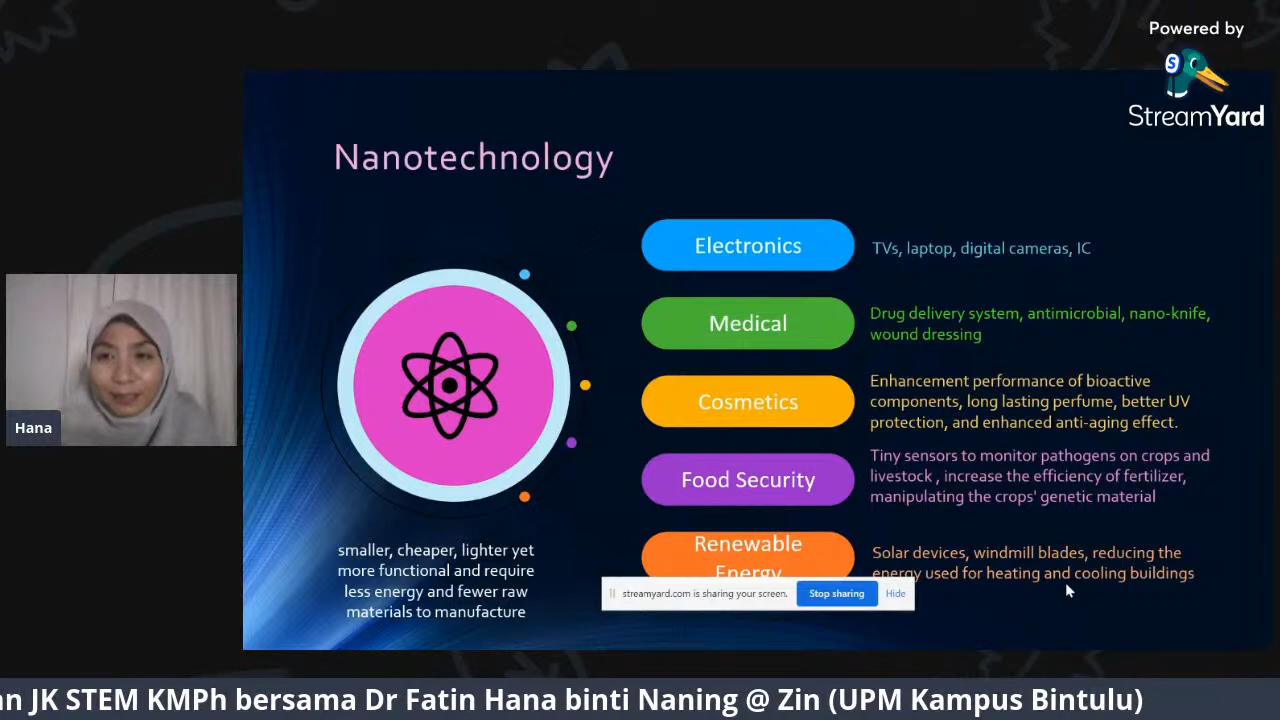 Powered by
StreamYard
Nanotechnology
Electronics
TVs, laptop, digital cameras, IC
Medical
Drug delivery system, antimicrobial, nano-knife,
wound dressing
Cosmetics
Enhancement performance of bioactive
components, long lasting perfume, better UV
protection, and enhanced anti-aging effect.
Food Security
Tiny sensors to monitor pathogens on crops and
livestock , increase the efficiency of fertilizer,
manipulating the crops' genetic material
Renewable
Energy
Solar devices, windmill blades, reducing the
energy used for heating and cooling buildings
smaller, cheaper, lighter yet
more functional and require
less energy and fewer raw
materials to manufacture
streamyard.com is sharing your screen.
Stop sharing
Hide
Hana
an JK STEM KMPh bersama Dr Fatin Hana binti Naning @ Zin (UPM Kampus Bintulu)